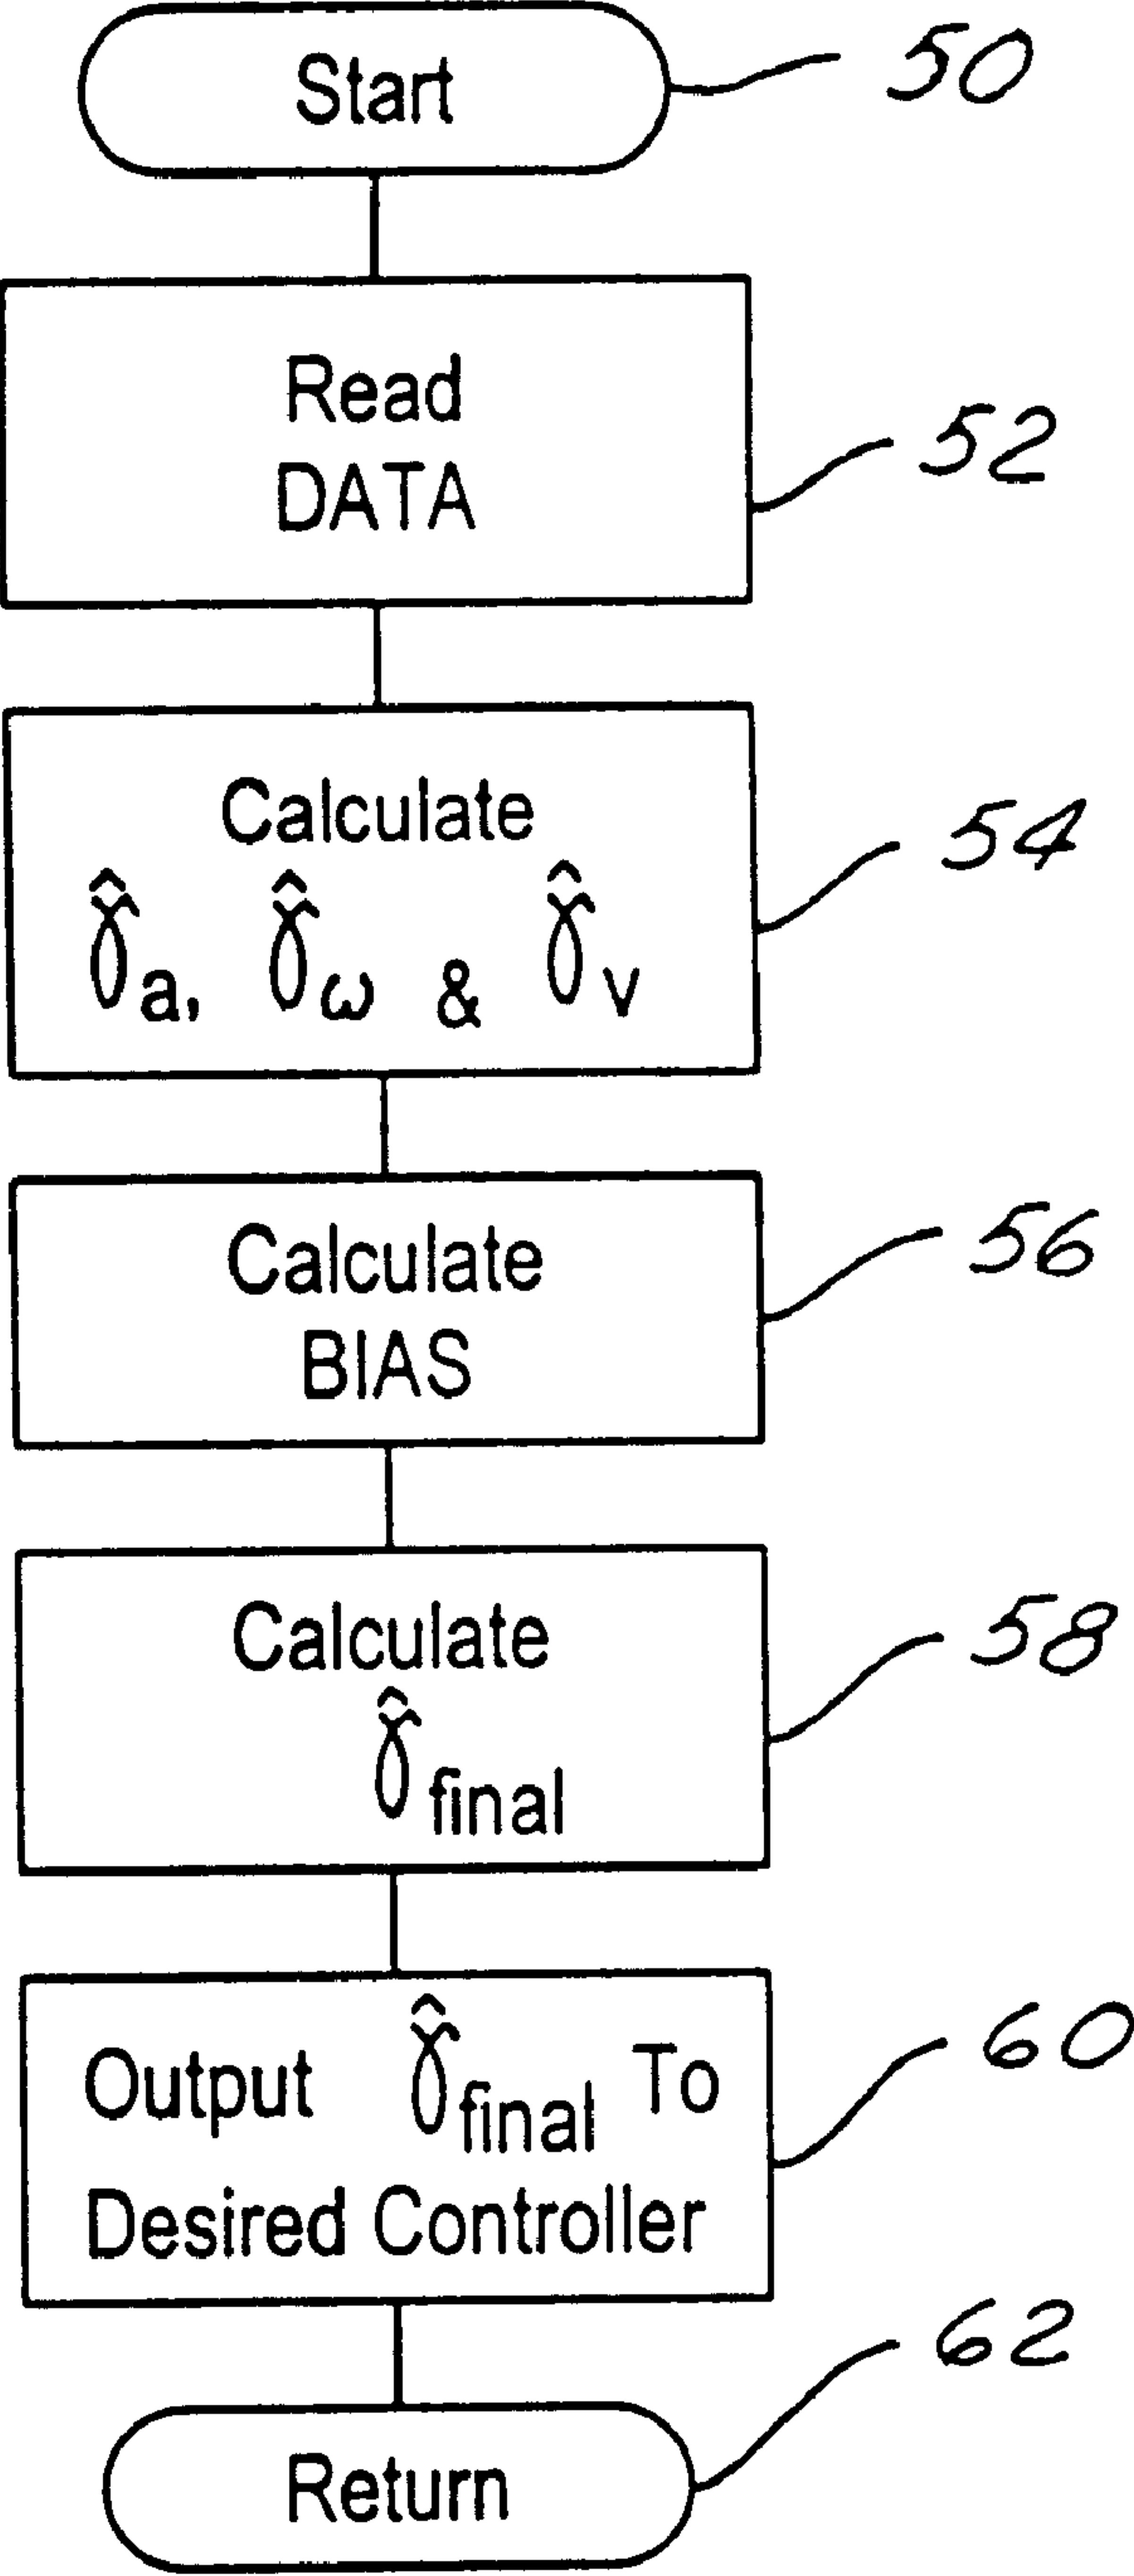 Start
50
Read
DATA
52
Calculate
γ̂a, γ̂ω & γ̂v
54
Calculate
BIAS
56
Calculate
γ̂final
58
Output γ̂final To
Desired Controller
60
Return
62